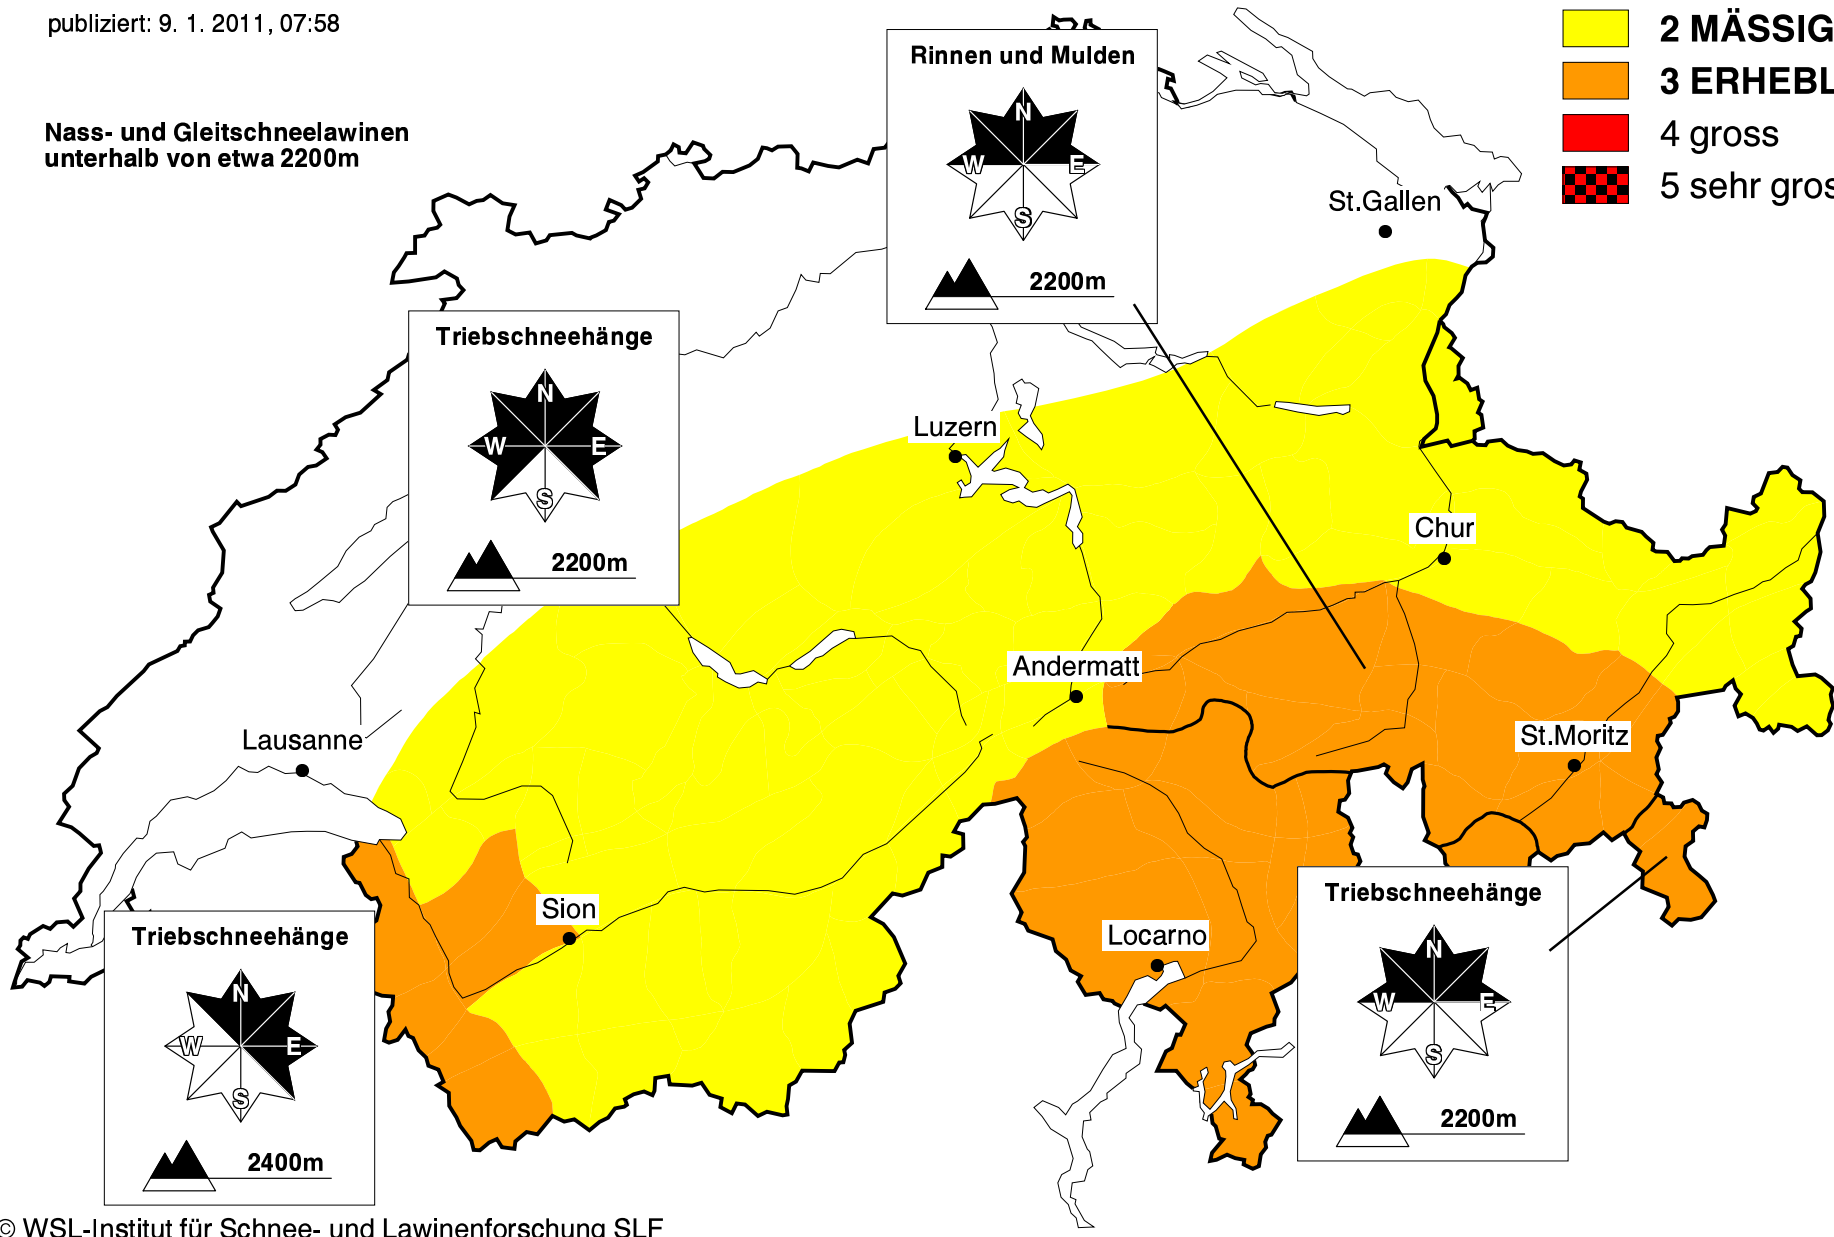 publiziert: 9. 1. 2011, 07:58
Nass- und Gleitschneelawinen
unterhalb von etwa 2200m
2 MÄSSIG
3 ERHEBL
4 gross
5 sehr gros
Rinnen und Mulden
N
W E
S
2200m
St.Gallen
Triebschneehänge
N
W E
S
2200m
Luzern
Chur
Andermatt
Lausanne
St.Moritz
Sion
Locarno
Triebschneehänge
N
W E
S
2400m
Triebschneehänge
N
W E
S
2200m
© WSL-Institut für Schnee- und Lawinenforschung SLF